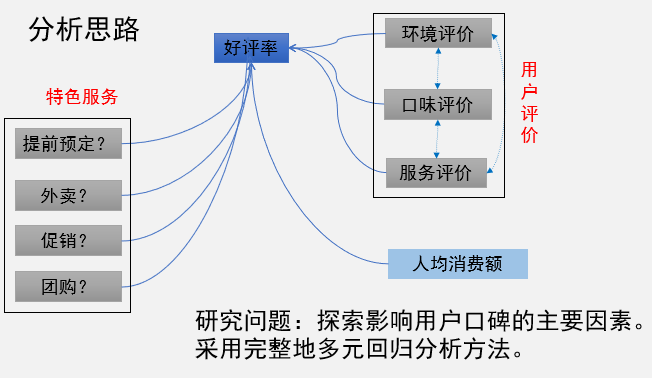 分析思路
好评率
环境评价
口味评价
服务评价
用户评价
特色服务
提前预定？
外卖？
促销？
团购？
人均消费额
研究问题：探索影响用户口碑的主要因素。
采用完整地多元回归分析方法。